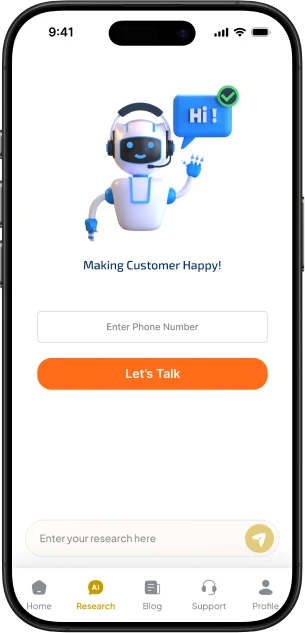 9:41
Hi !
Making Customer Happy!
Enter Phone Number
Let's Talk
Enter your research here
AI
Home Research Blog Support Profile